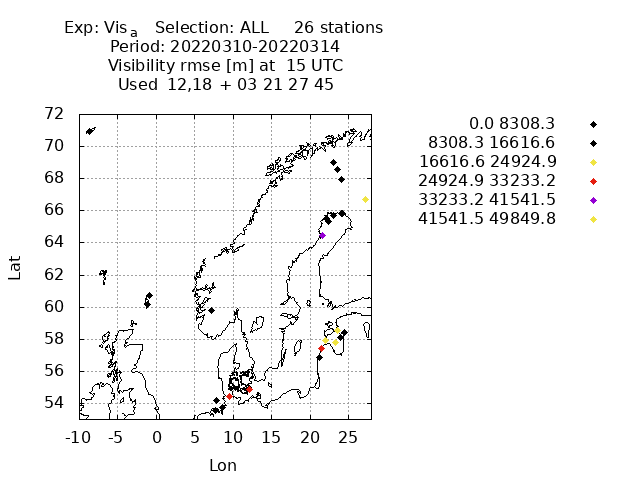 Exp: Vis a Selection: ALL 26 stations
Period: 20220310-20220314
Visibility rmse [m] at 15 UTC
Used 12,18 + 03 21 27 45
0.0 8308.3
8308.3 16616.6
16616.6 24924.9
24924.9 33233.2
33233.2 41541.5
41541.5 49849.8
72
70
68
66
64
62
60
58
56
54
Lat
-10 -5 0 5 10 15 20 25
Lon